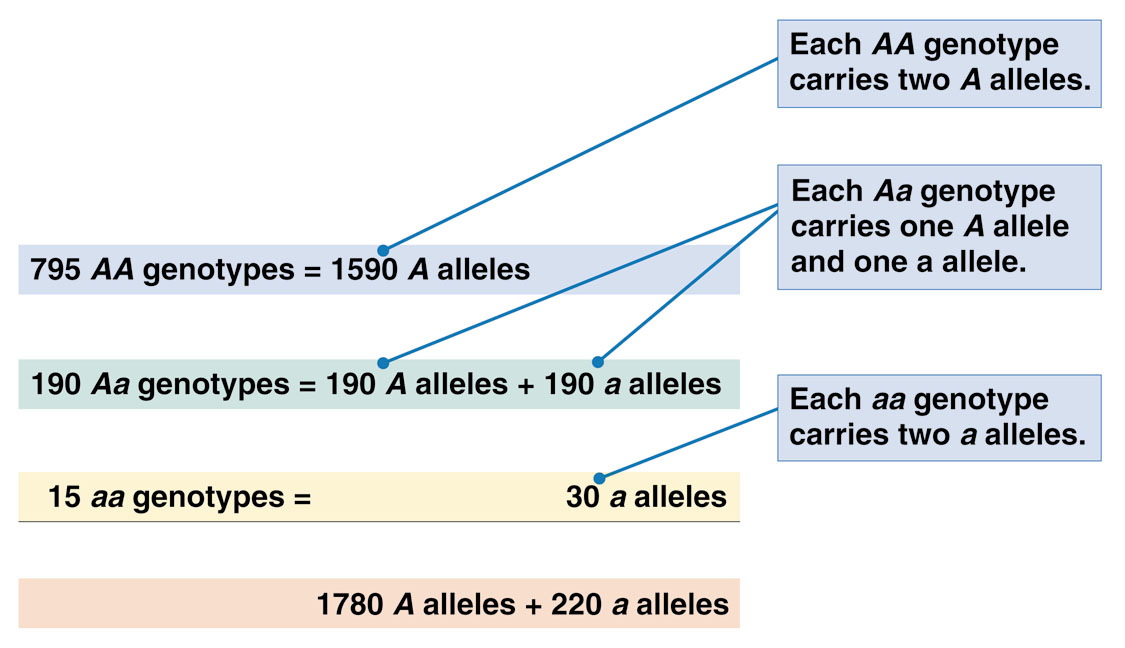 Each AA genotype
carries two A alleles.
Each Aa genotype
carries one A allele
and one a allele.
795 AA genotypes = 1590 A alleles
190 Aa genotypes = 190 A alleles + 190 a alleles
Each aa genotype
carries two a alleles.
15 aa genotypes = 30 a alleles
1780 A alleles + 220 a alleles